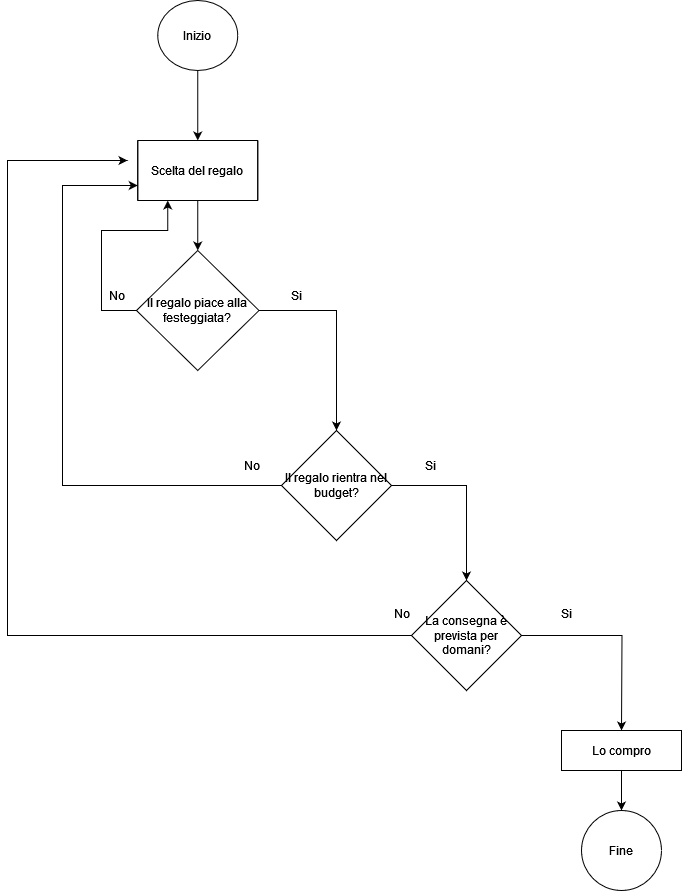 Inizio
Scelta del regalo
No
Si
Il regalo piace alla
festeggiata?
No
Si
Il regalo rientra nel
budget?
No
Si
La consegna è
prevista per
domani?
Lo compro
Fine